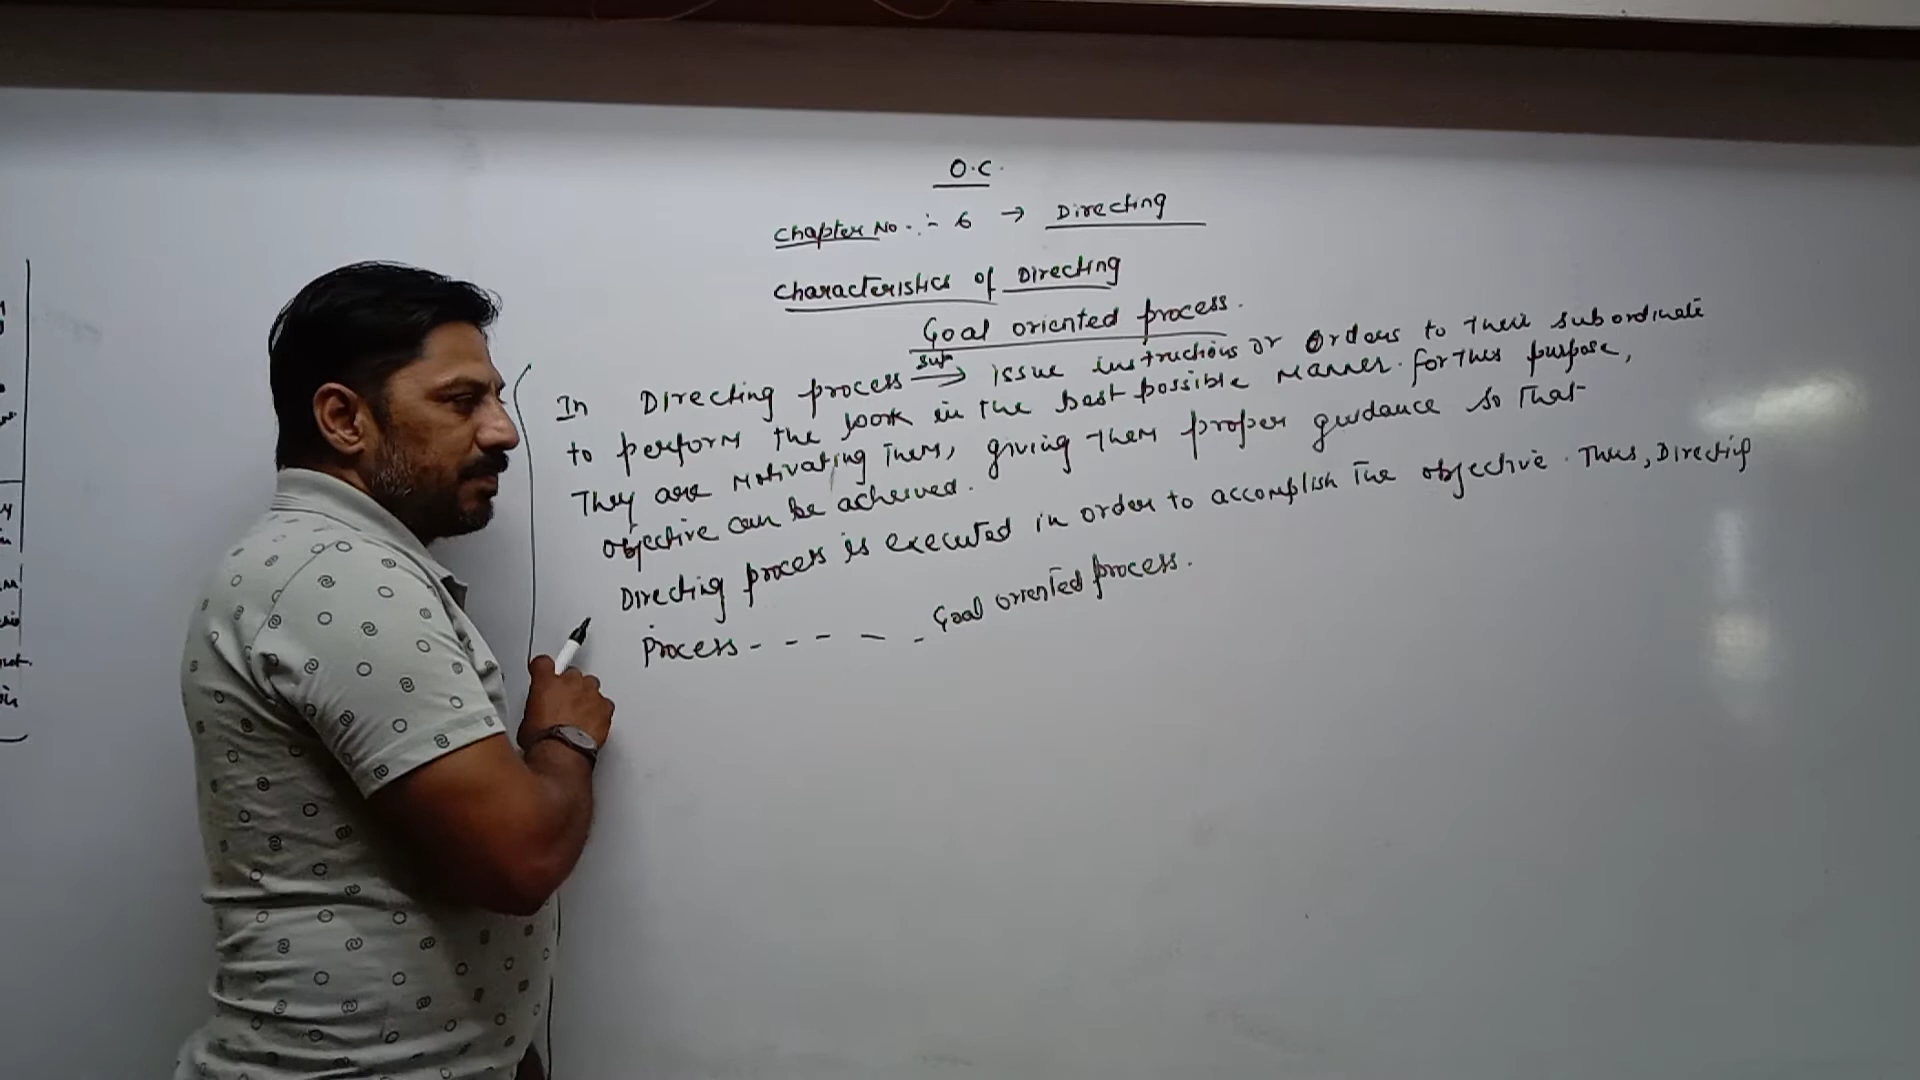 O.C.
Chapter No.:- 6 → Directing
Characteristics of Directing
Goal oriented process.
Sup
In Directing process → issue instructions or Orders to their subordinate
to perform the work in the best possible manner. for this purpose,
They are motivating them, giving them proper guidance so that
objective can be acheived.
Directing process is executed in order to accomplish the objective. Thus, Directing
Process - - - - - Goal oriented process.